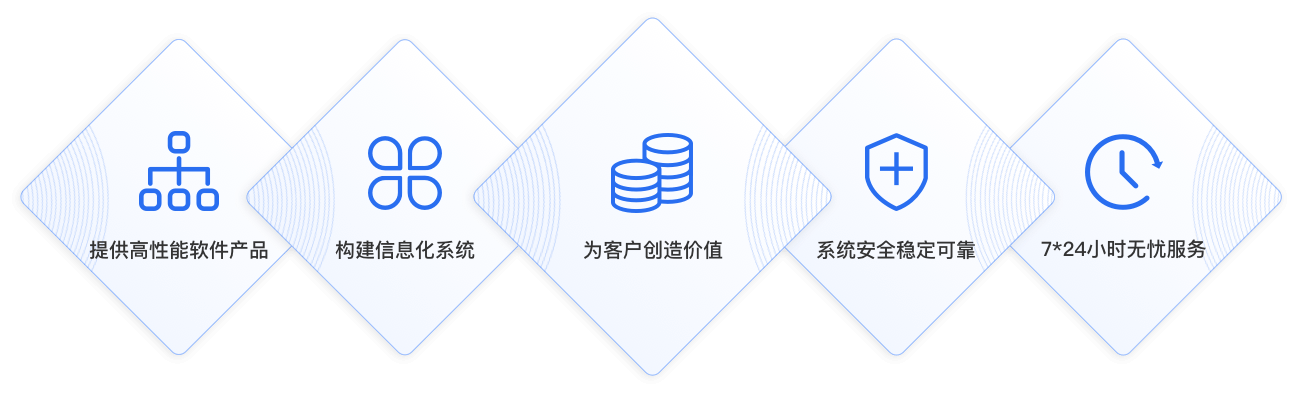 提供高性能软件产品
构建信息化系统
为客户创造价值
系统安全稳定可靠
7*24小时无忧服务